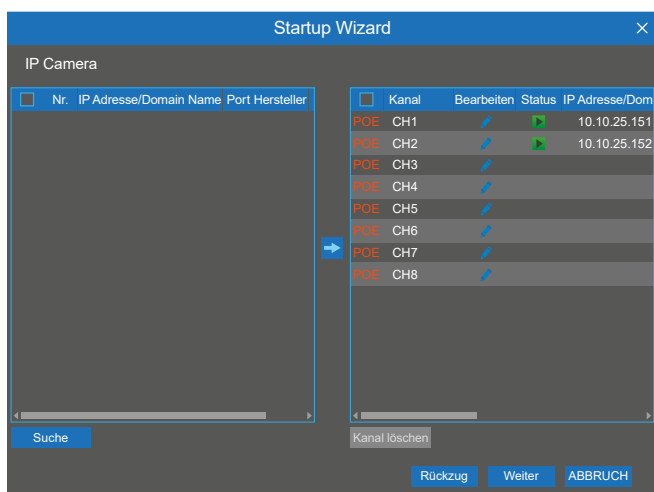 Startup Wizard
IP Camera
Nr. IP Adresse/Domain Name Port Hersteller
Kanal Bearbeiten Status IP Adresse/Dom
POE CH1 10.10.25.151
POE CH2 10.10.25.152
POE CH3
POE CH4
POE CH5
POE CH6
POE CH7
POE CH8
Suche
Kanal löschen
Rückzug Weiter ABBRUCH